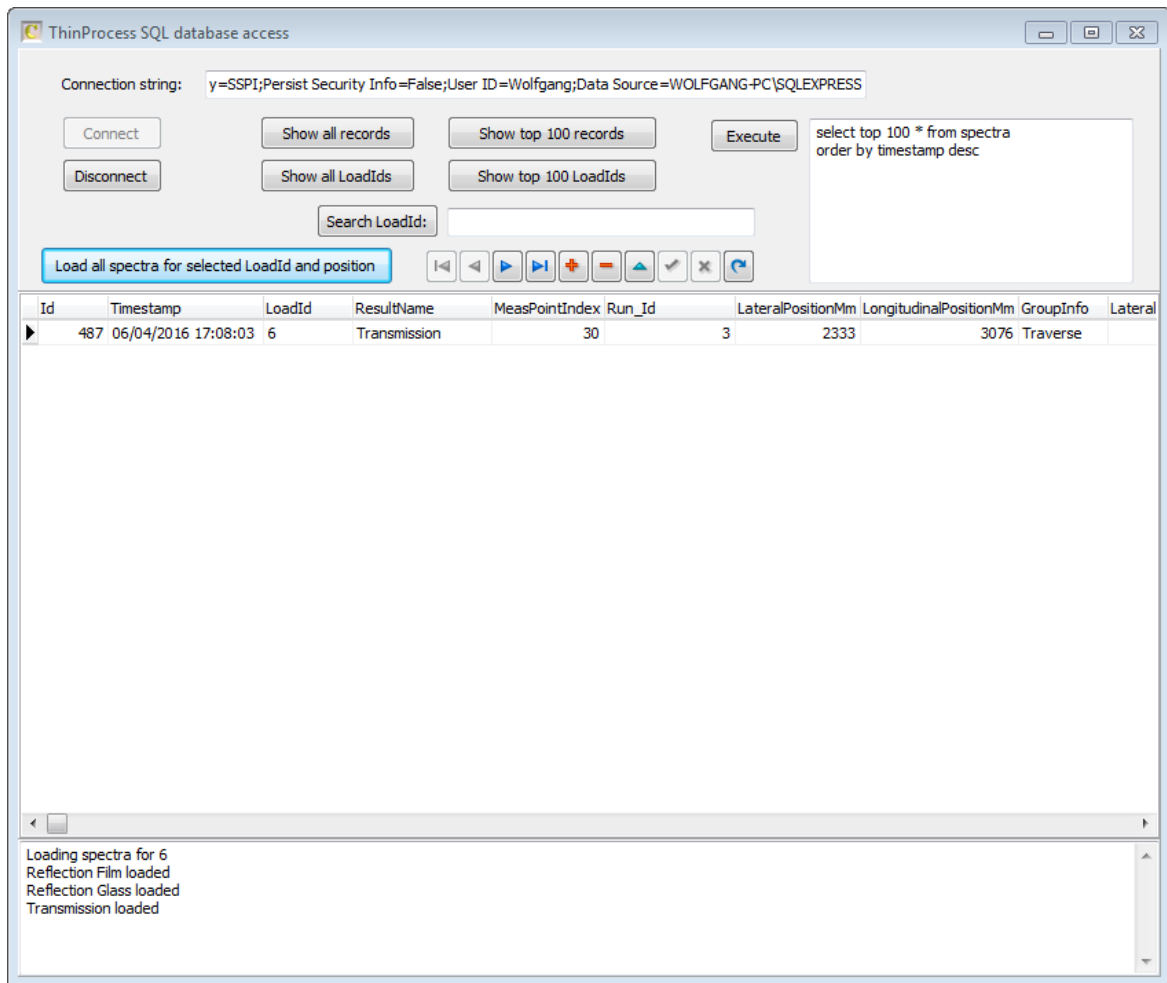 ThinProcess SQL database access
Connection string: y=SSPI;Persist Security Info=False;User ID=Wolfgang;Data Source=WOLFGANG-PC\SQLEXPRESS
Connect Show all records Show top 100 records Execute select top 100 * from spectra
order by timestamp desc
Disconnect Show all LoadIds Show top 100 LoadIds
Search LoadId:
Load all spectra for selected LoadId and position
Id Timestamp LoadId ResultName MeasPointIndex Run_Id LateralPositionMm LongitudinalPositionMm GroupInfo Lateral
487 06/04/2016 17:08:03 6 Transmission 30 3 2333 3076 Traverse
Loading spectra for 6
Reflection Film loaded
Reflection Glass loaded
Transmission loaded